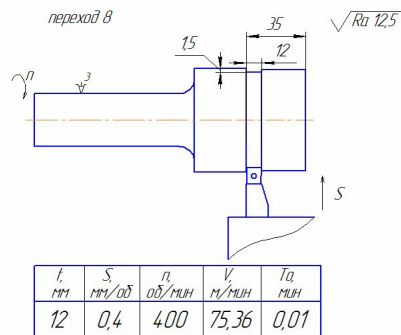 переход 8
35
√Ra 12,5
1,5
12
n
3
S
t, мм	S, мм/об	n, об/мин	V, м/мин	To, мин
12	0,4	400	75,36	0,01